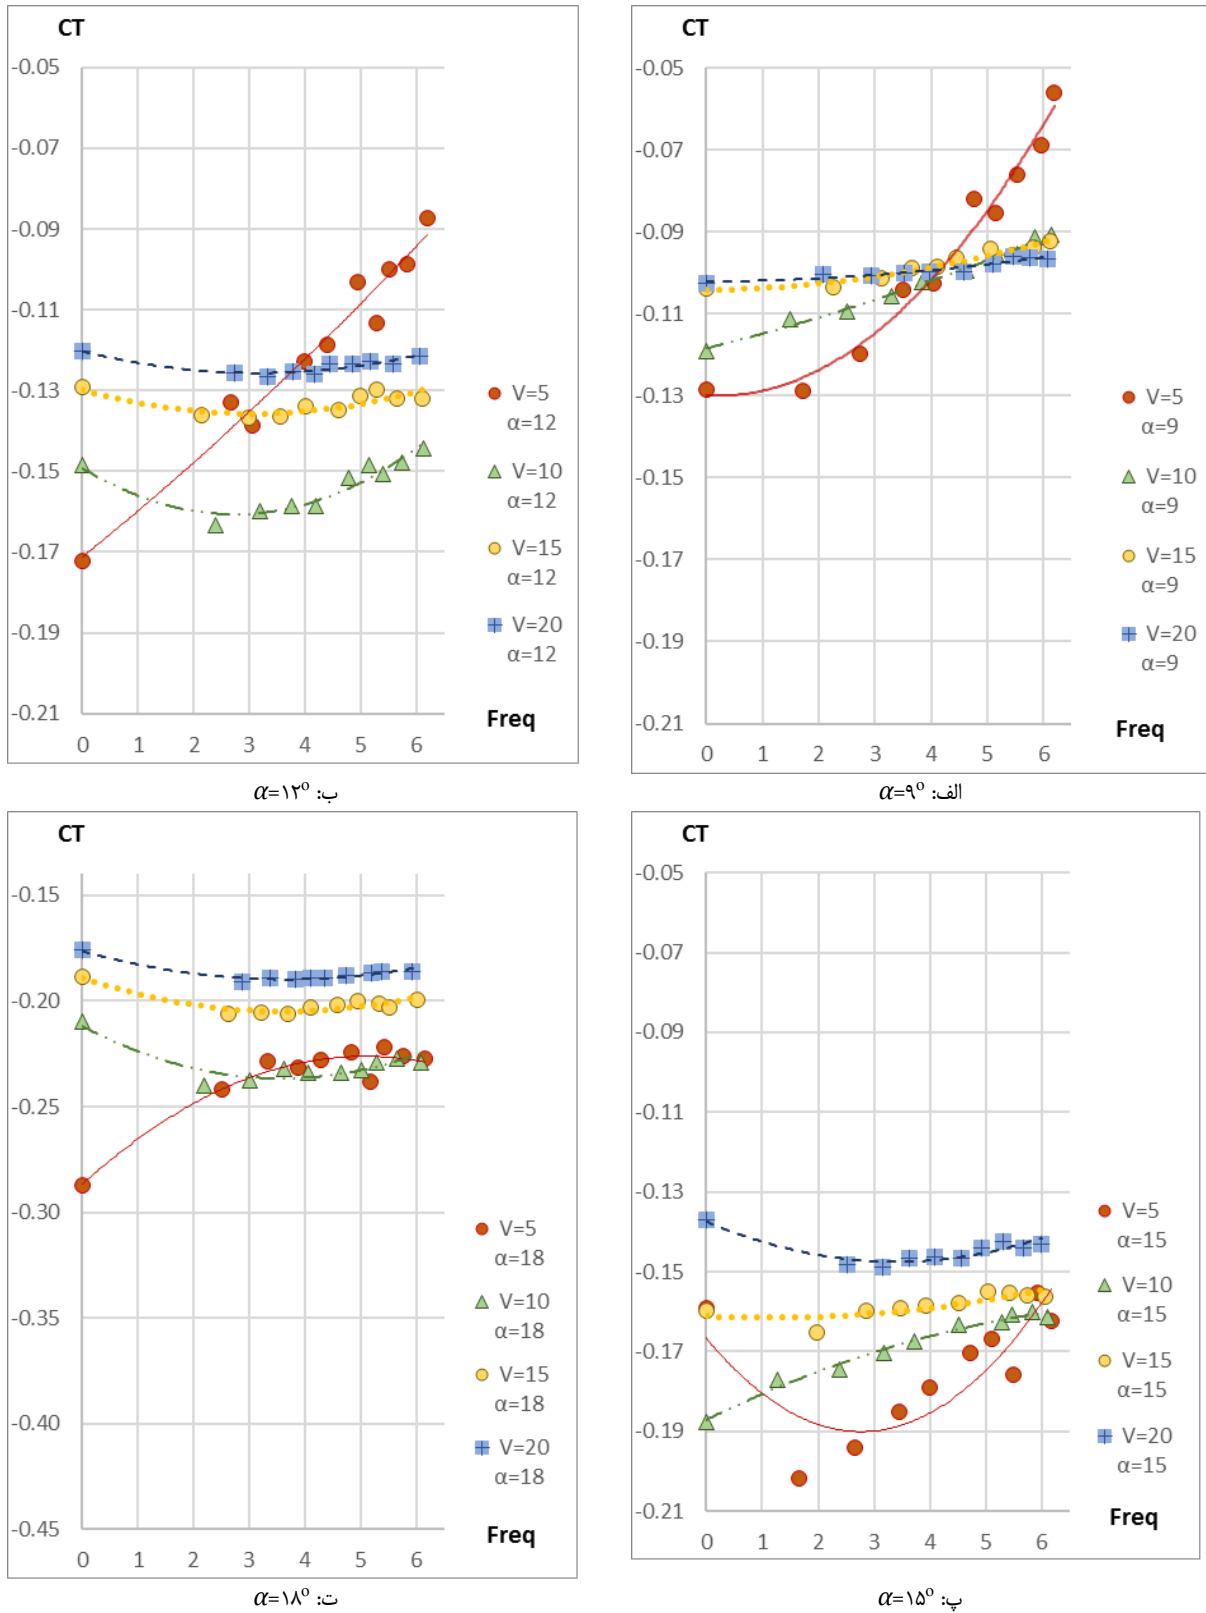 CT
-0.05
-0.07
-0.09
-0.11
-0.13
-0.15
-0.17
-0.19
-0.21
0 1 2 3 4 5 6
Freq
V=5
α=9
V=10
α=9
V=15
α=9
V=20
α=9
الف: α=۹°
CT
-0.05
-0.07
-0.09
-0.11
-0.13
-0.15
-0.17
-0.19
-0.21
0 1 2 3 4 5 6
Freq
V=5
α=12
V=10
α=12
V=15
α=12
V=20
α=12
ب: α=۱۲°
CT
-0.05
-0.07
-0.09
-0.11
-0.13
-0.15
-0.17
-0.19
-0.21
0 1 2 3 4 5 6
Freq
V=5
α=15
V=10
α=15
V=15
α=15
V=20
α=15
پ: α=۱۵°
CT
-0.15
-0.20
-0.25
-0.30
-0.35
-0.40
-0.45
0 1 2 3 4 5 6
Freq
V=5
α=18
V=10
α=18
V=15
α=18
V=20
α=18
ت: α=۱۸°